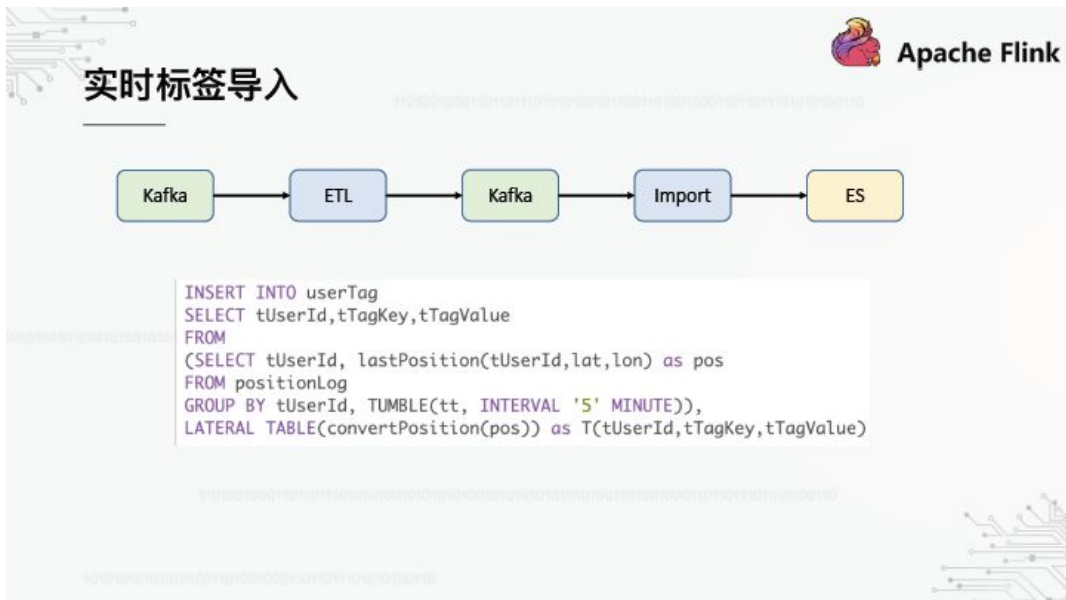 Apache Flink
实时标签导入
Kafka
ETL
Kafka
Import
ES
INSERT INTO userTag
SELECT tUserId,tTagKey,tTagValue
FROM
(SELECT tUserId, lastPosition(tUserId,lat,lon) as pos
FROM positionLog
GROUP BY tUserId, TUMBLE(tt, INTERVAL '5' MINUTE)),
LATERAL TABLE(convertPosition(pos)) as T(tUserId,tTagKey,tTagValue)